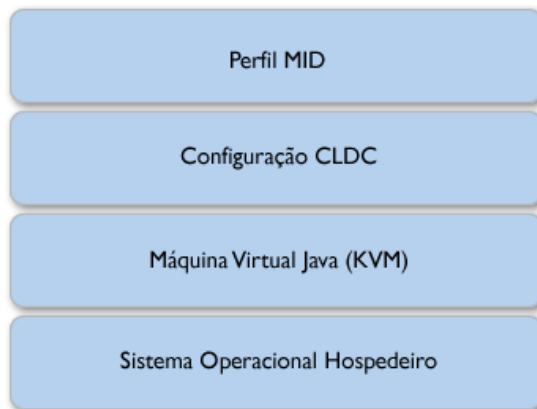 Perfil MID
Configuração CLDC
Máquina Virtual Java (KVM)
Sistema Operacional Hospedeiro